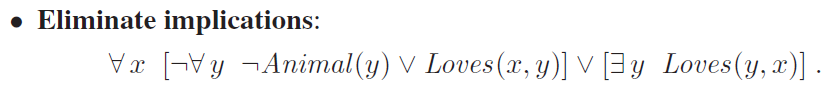 • Eliminate implications:
∀x [¬∀y ¬Animal(y) ∨ Loves(x, y)] ∨ [∃y Loves(y, x)] .